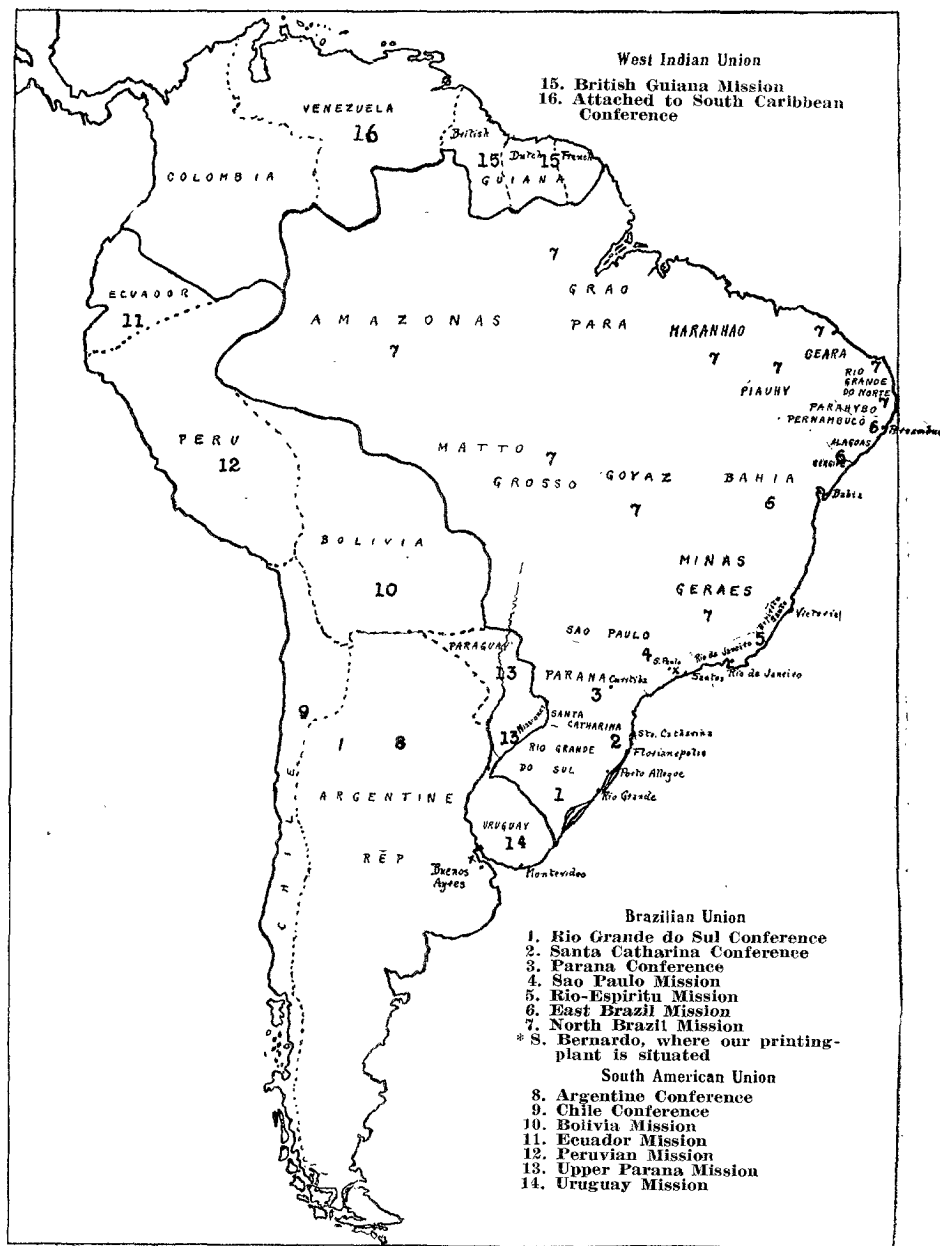 West Indian Union
15. British Guiana Mission
16. Attached to South Caribbean
Conference
VENEZUELA
16
British
15
Dutch
15
French
GUIANA
COLOMBIA
ECUADOR
11
7
GRAO
PARA
AMAZONAS
7
MARANHAO
7
7
CEARA
7
PIAUHY
7
RIO
GRANDE
DO NORTE
7
PARAHYBO
PERNAMBUCO
6
ALAGOAS
6
PERU
12
MATTO
7
GROSSO
GOYAZ
7
BAHIA
6
Bahia
BOLIVIA
10
MINAS
GERAES
7
Espiritu
Santo
5
SAO PAULO
4
S. Paulo
x
Santos
Rio de Janeiro
Rio de Janeiro
PARAGUAY
13
PARANA
Curitiba
3
Missiones
13
SANTA
CATHARINA
2
Sta. Catharina
Florianopolis
RIO GRANDE
DO SUL
1
Porto Allegre
Rio Grande
9
1
8
CHILE
ARGENTINE
REP
URUGUAY
14
Buenos
Ayres
Montevideo
Brazilian Union
1. Rio Grande do Sul Conference
2. Santa Catharina Conference
3. Parana Conference
4. Sao Paulo Mission
5. Rio-Espiritu Mission
6. East Brazil Mission
7. North Brazil Mission
* S. Bernardo, where our printing-
plant is situated
South American Union
8. Argentine Conference
9. Chile Conference
10. Bolivia Mission
11. Ecuador Mission
12. Peruvian Mission
13. Upper Parana Mission
14. Uruguay Mission